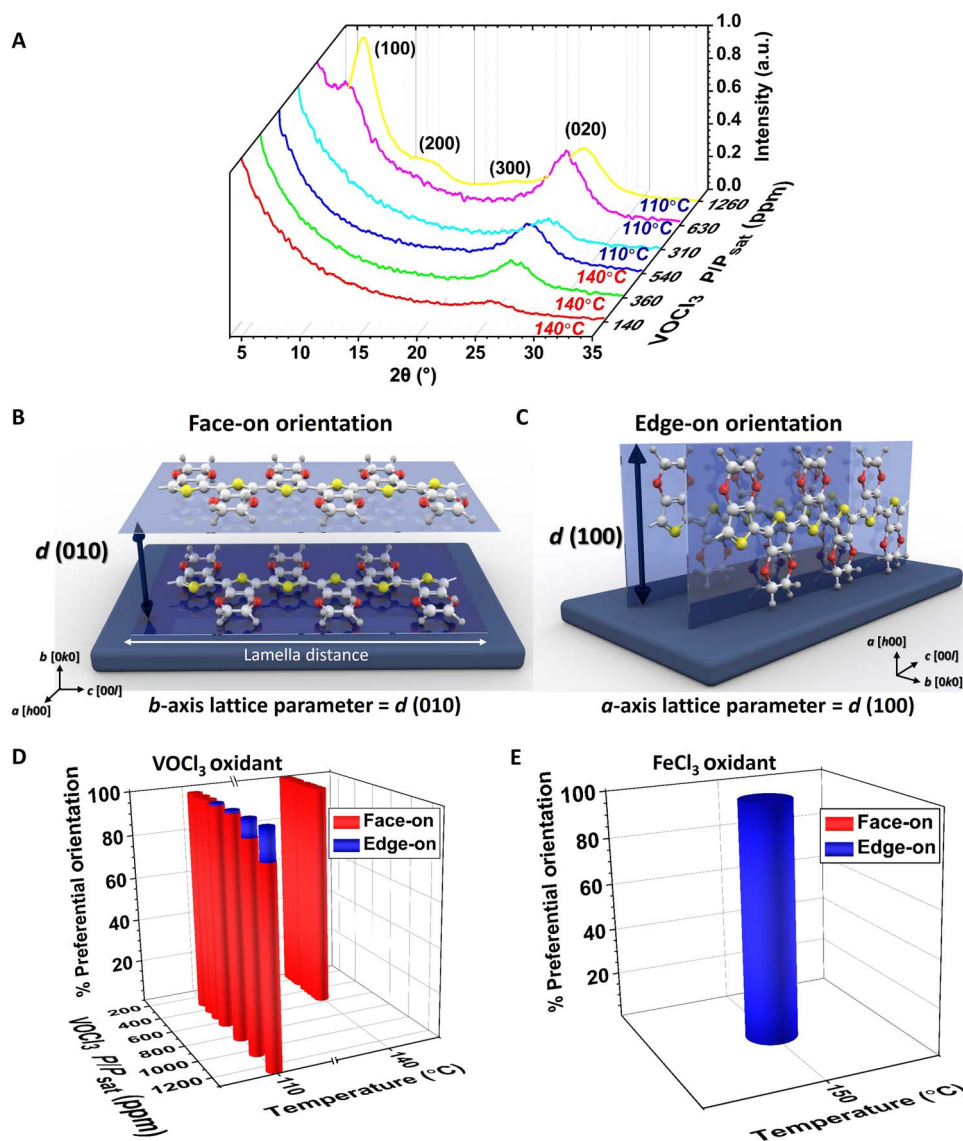 A
(100)
(200)
(300)
(020)
Intensity (a.u.)
1.0
0.8
0.6
0.4
0.2
0.0
110°C
110°C
110°C
140°C
140°C
140°C
1260
630
310
540
360
140
VOCl₃ P/P sat (ppm)
5 10 15 20 25 30 35
2θ (°)
B
Face-on orientation
d (010)
Lamella distance
b [0k0]
c [00l]
a [h00]
b-axis lattice parameter = d (010)
C
Edge-on orientation
d (100)
a [h00]
c [00l]
b [0k0]
a-axis lattice parameter = d (100)
D
VOCl₃ oxidant
Face-on
Edge-on
% Preferential orientation
100
80
60
40
20
200
400
600
800
1000
1200
VOCl₃ P/P sat (ppm)
110
140
Temperature (°C)
E
FeCl₃ oxidant
Face-on
Edge-on
% Preferential orientation
100
80
60
40
20
150
Temperature (°C)